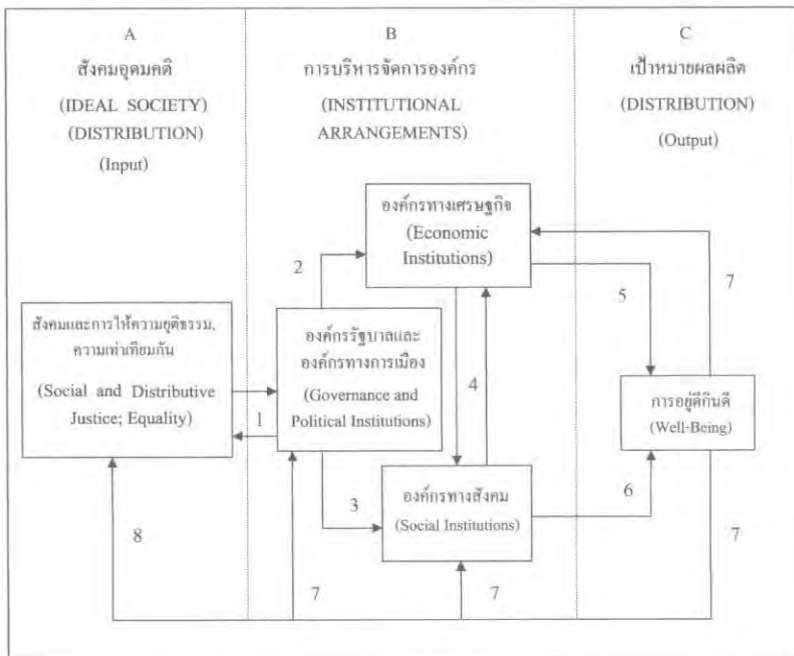 A
สังคมอุดมคติ
(IDEAL SOCIETY)
(DISTRIBUTION)
(Input)
B
การบริหารจัดการองค์กร
(INSTITUTIONAL
ARRANGEMENTS)
C
เป้าหมายผลผลิต
(DISTRIBUTION)
(Output)
องค์กรทางเศรษฐกิจ
(Economic
Institutions)
2
5
7
สังคมและการให้ความยุติธรรม,
ความเท่าเทียมกัน
(Social and Distributive
Justice; Equality)
1
องค์กรรัฐบาลและ
องค์กรทางการเมือง
(Governance and
Political Institutions)
4
การอยู่ดีกินดี
(Well-Being)
3
องค์กรทางสังคม
(Social Institutions)
6
8
7
7
7